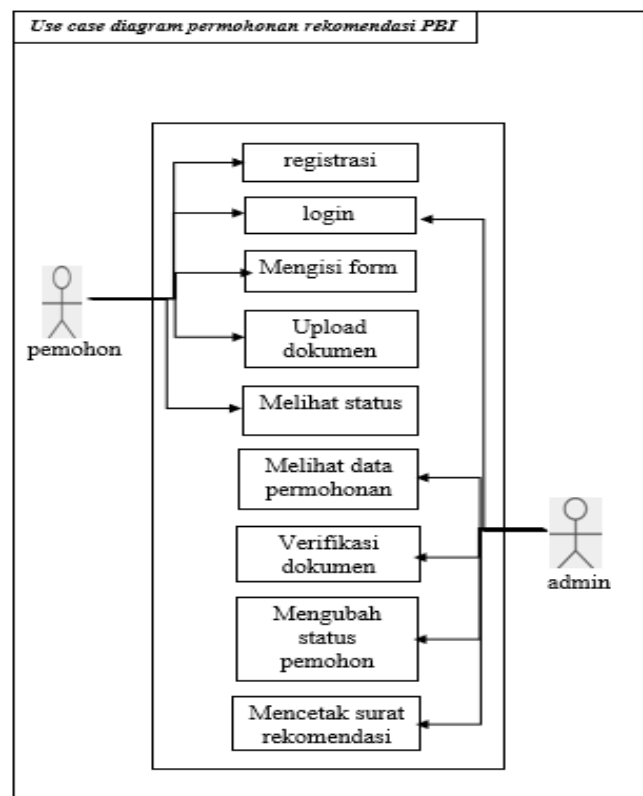 Use case diagram permohonan rekomendasi PBI
registrasi
login
Mengisi form
pemohon
Upload
dokumen
Melihat status
Melihat data
permohonan
Verifikasi
dokumen
admin
Mengubah
status
pemohon
Mencetak surat
rekomendasi